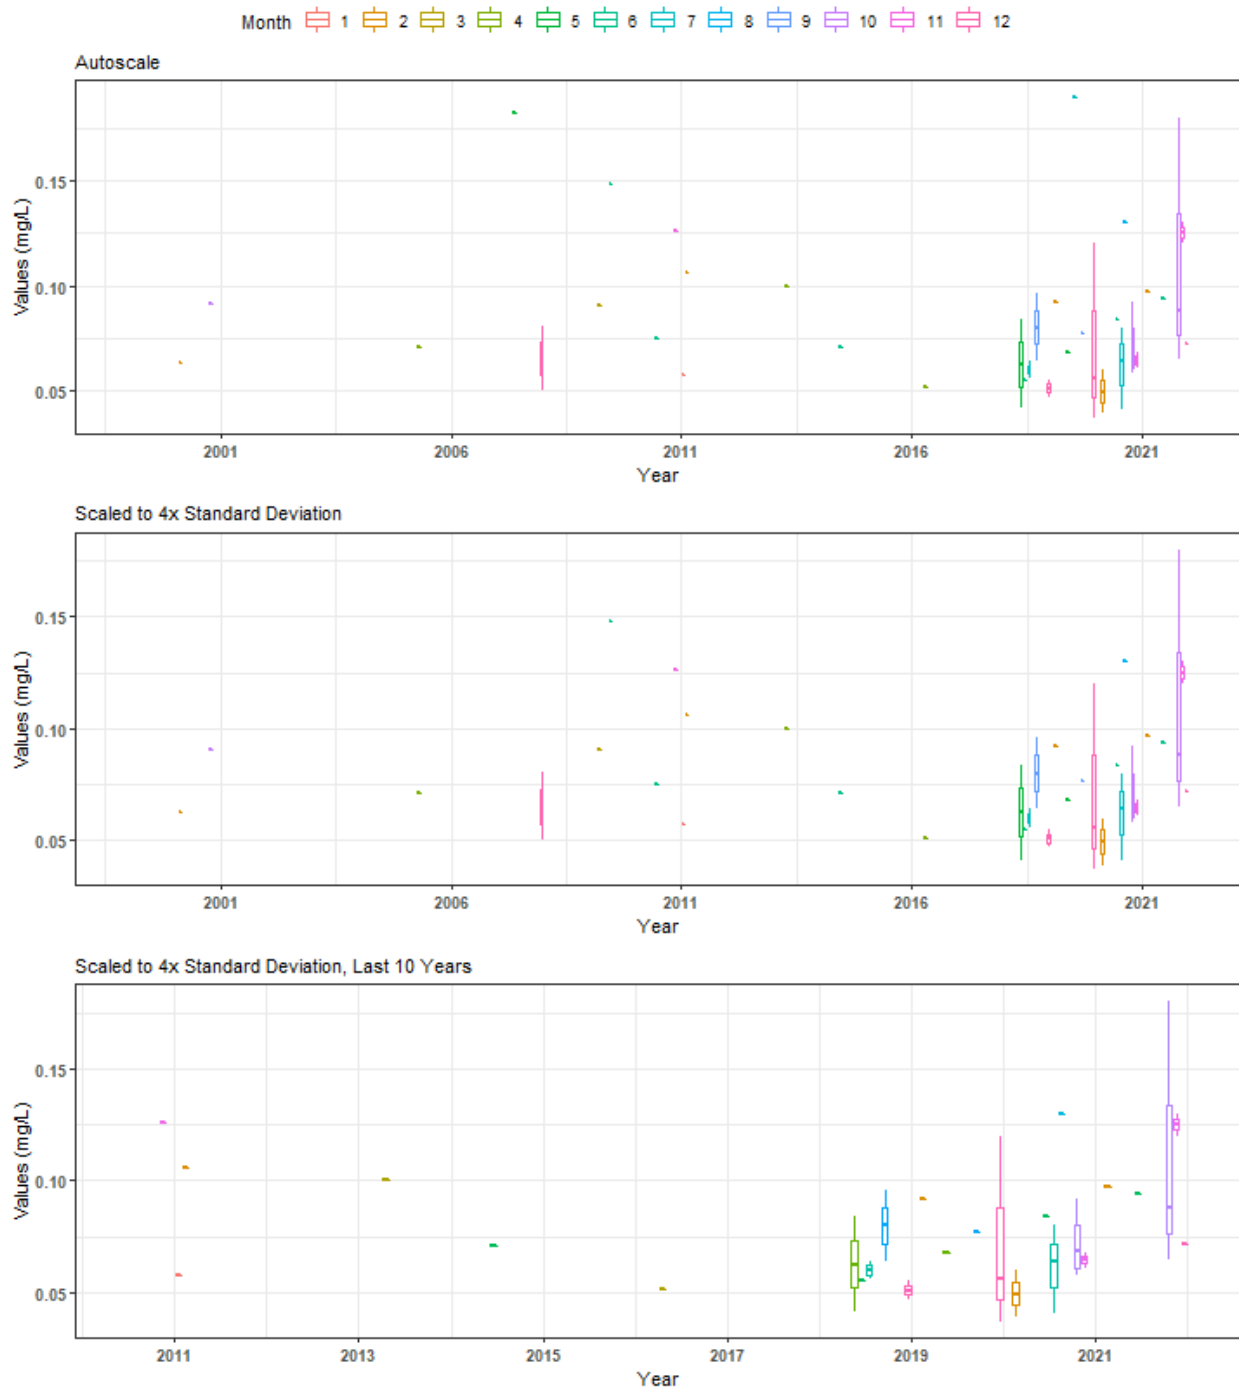 Month 1 2 3 4 5 6 7 8 9 10 11 12
Autoscale
Values (mg/L)
0.15
0.10
0.05
2001 2006 2011 2016 2021
Year
Scaled to 4x Standard Deviation
Values (mg/L)
0.15
0.10
0.05
2001 2006 2011 2016 2021
Year
Scaled to 4x Standard Deviation, Last 10 Years
Values (mg/L)
0.15
0.10
0.05
2011 2013 2015 2017 2019 2021
Year